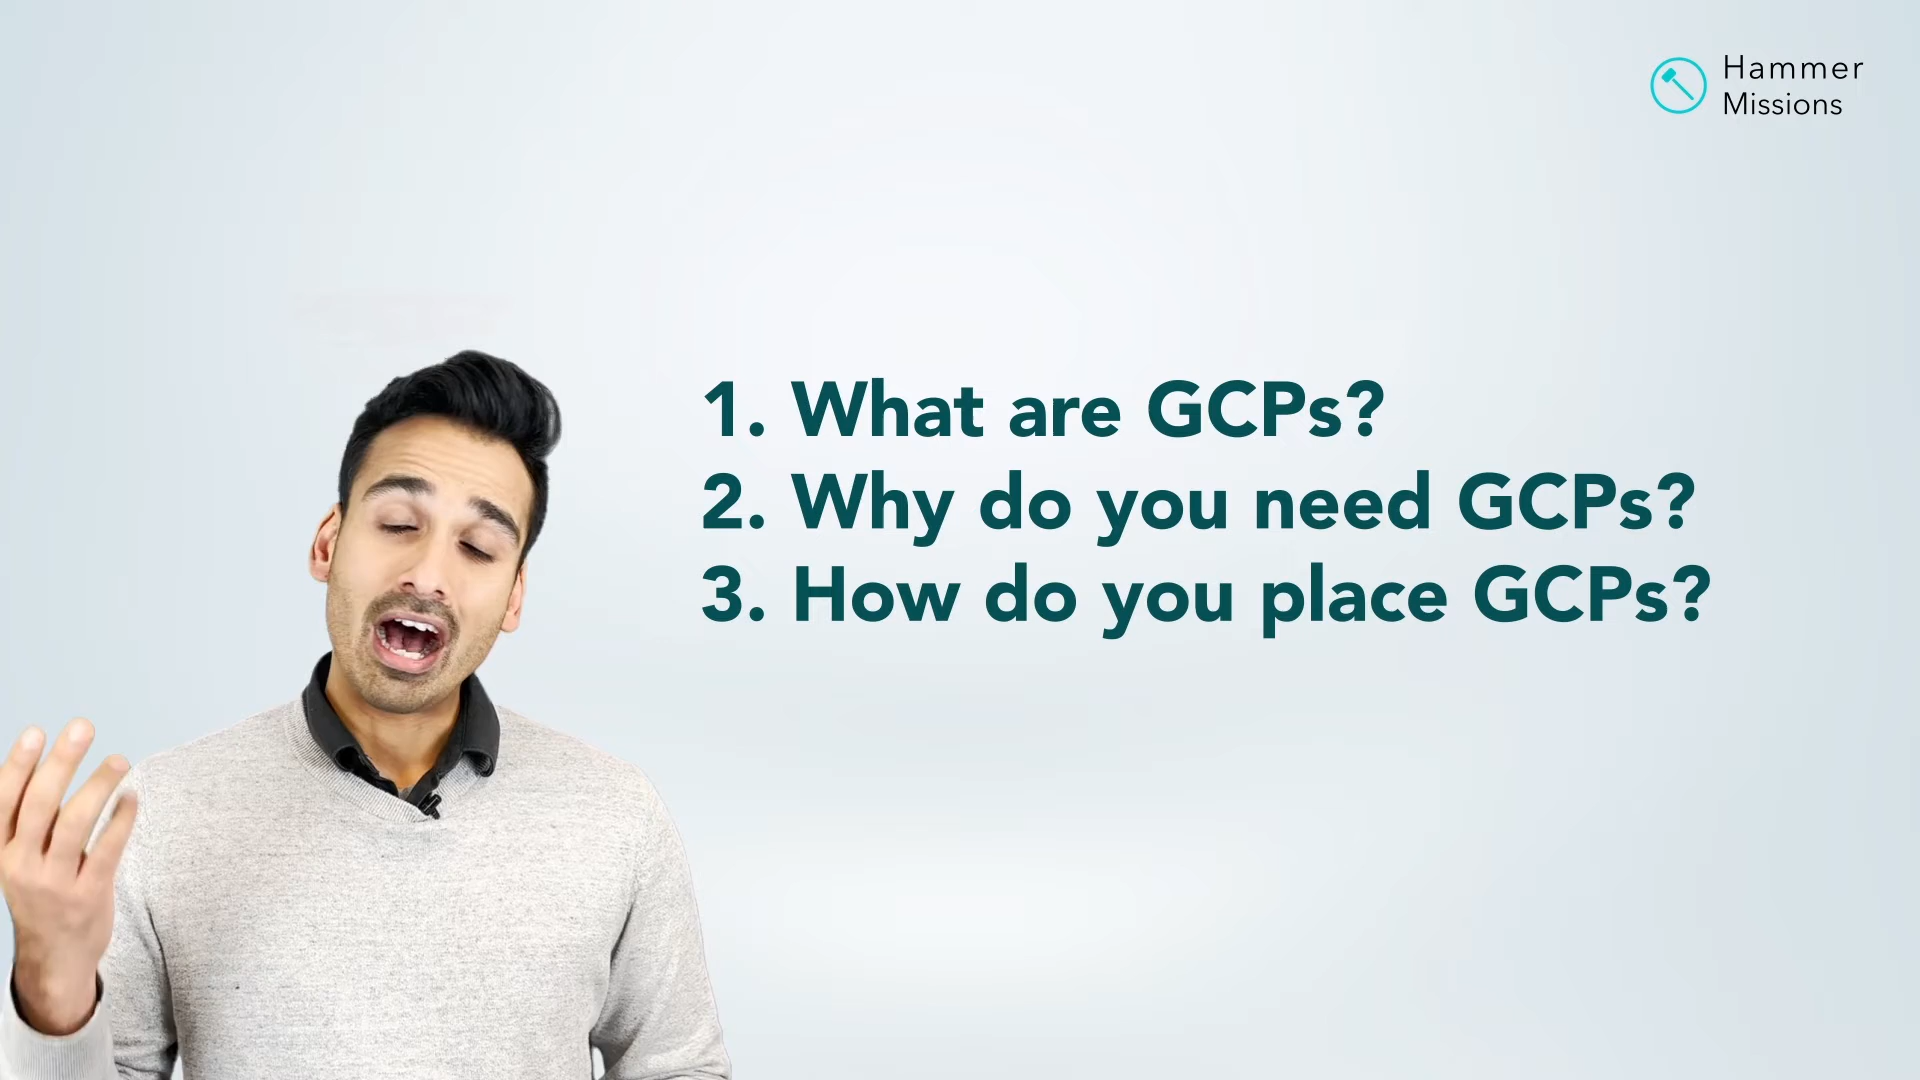 Hammer
Missions
1. What are GCPs?
2. Why do you need GCPs?
3. How do you place GCPs?